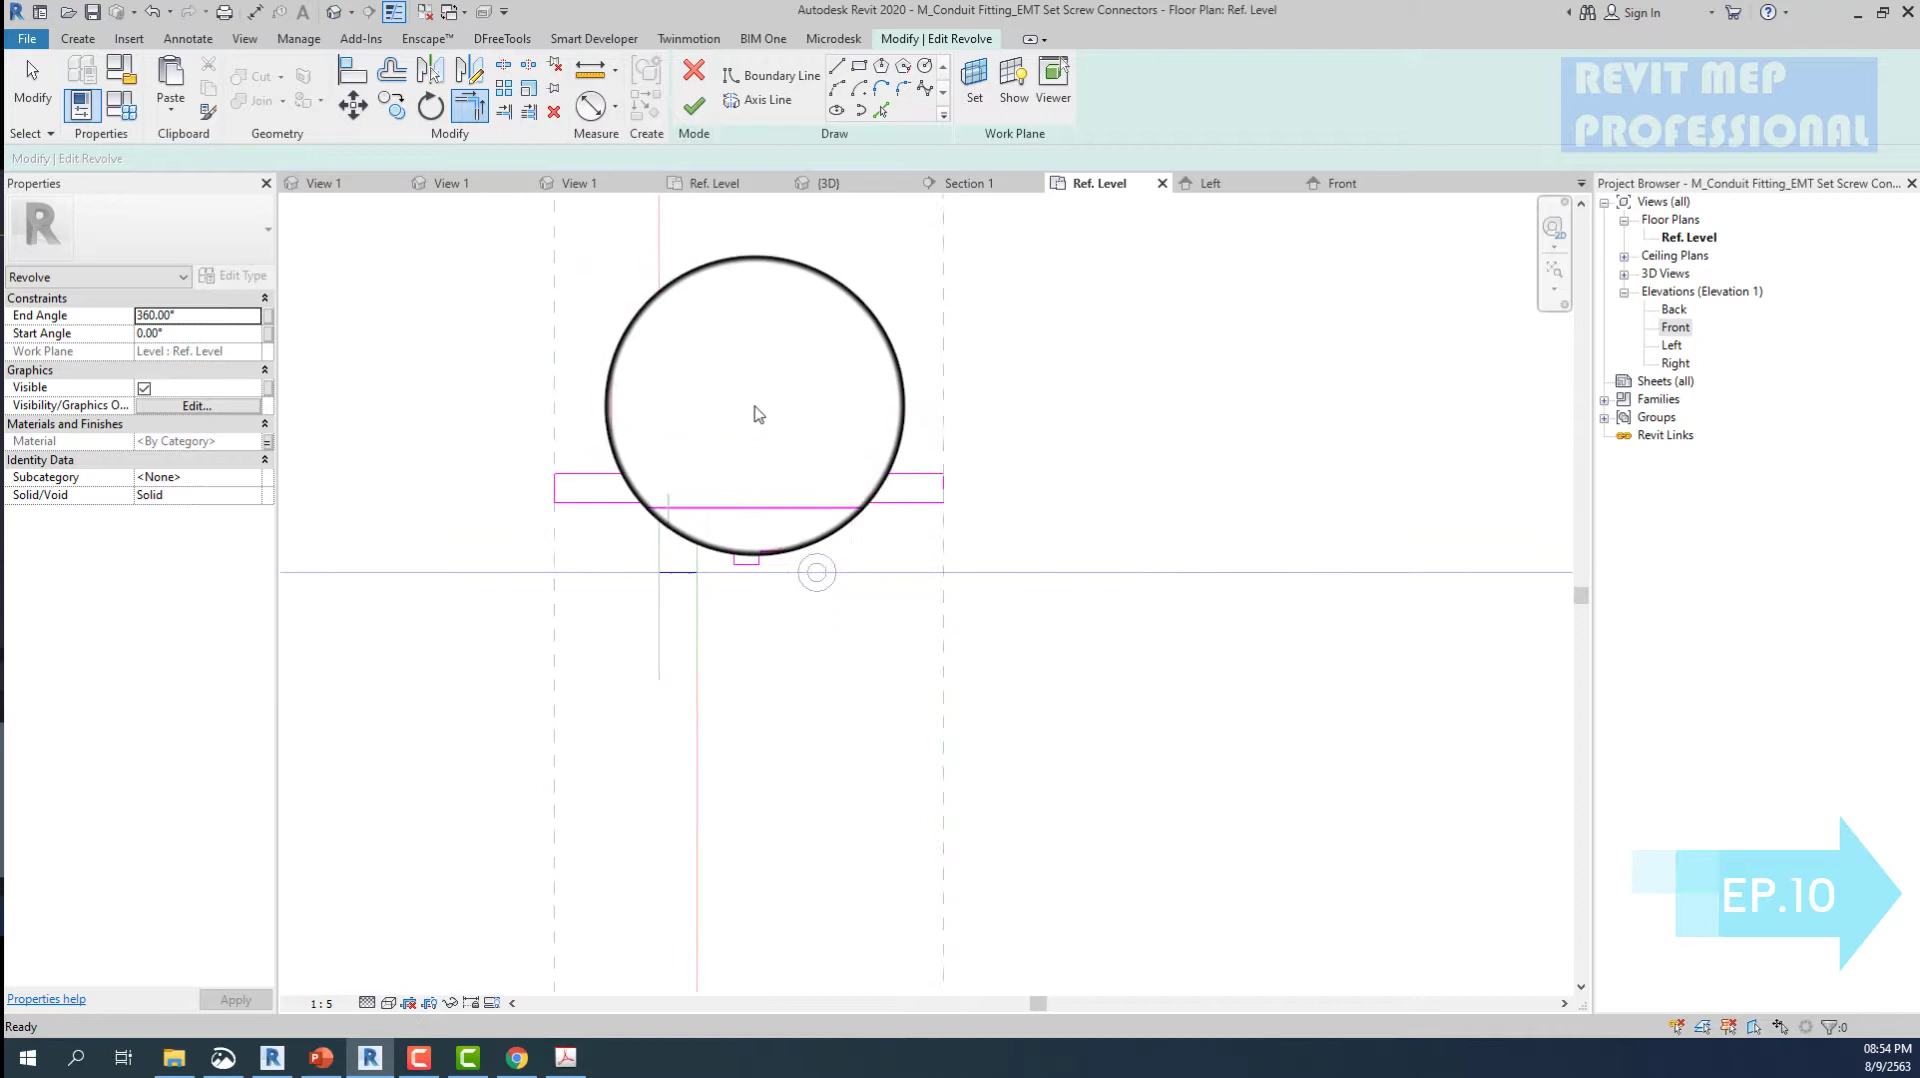 Autodesk Revit 2020 - M_Conduit Fitting_EMT Set Screw Connectors - Floor Plan: Ref. Level
Sign In
File Create Insert Annotate View Manage Add-Ins Enscape™ DFreeTools Smart Developer Twinmotion BIM One Microdesk Modify | Edit Revolve
Modify
Paste
Cut
Join
Boundary Line
Axis Line
Set
Show
Viewer
Select Properties Clipboard Geometry Modify Measure Create Mode Draw Work Plane
REVIT MEP
PROFESSIONAL
Modify | Edit Revolve
Properties
View 1
View 1
View 1
Ref. Level
{3D}
Section 1
Ref. Level
Left
Front
Revolve
Edit Type
Constraints
End Angle 360.00°
Start Angle 0.00°
Work Plane Level : Ref. Level
Graphics
Visible
Visibility/Graphics O... Edit...
Materials and Finishes
Material <By Category>
Identity Data
Subcategory <None>
Solid/Void Solid
Properties help
Apply
2D
Project Browser - M_Conduit Fitting_EMT Set Screw Con...
Views (all)
Floor Plans
Ref. Level
Ceiling Plans
3D Views
Elevations (Elevation 1)
Back
Front
Left
Right
Sheets (all)
Families
Groups
Revit Links
EP.10
1 : 5
Ready
:0
08:54 PM
8/9/2563